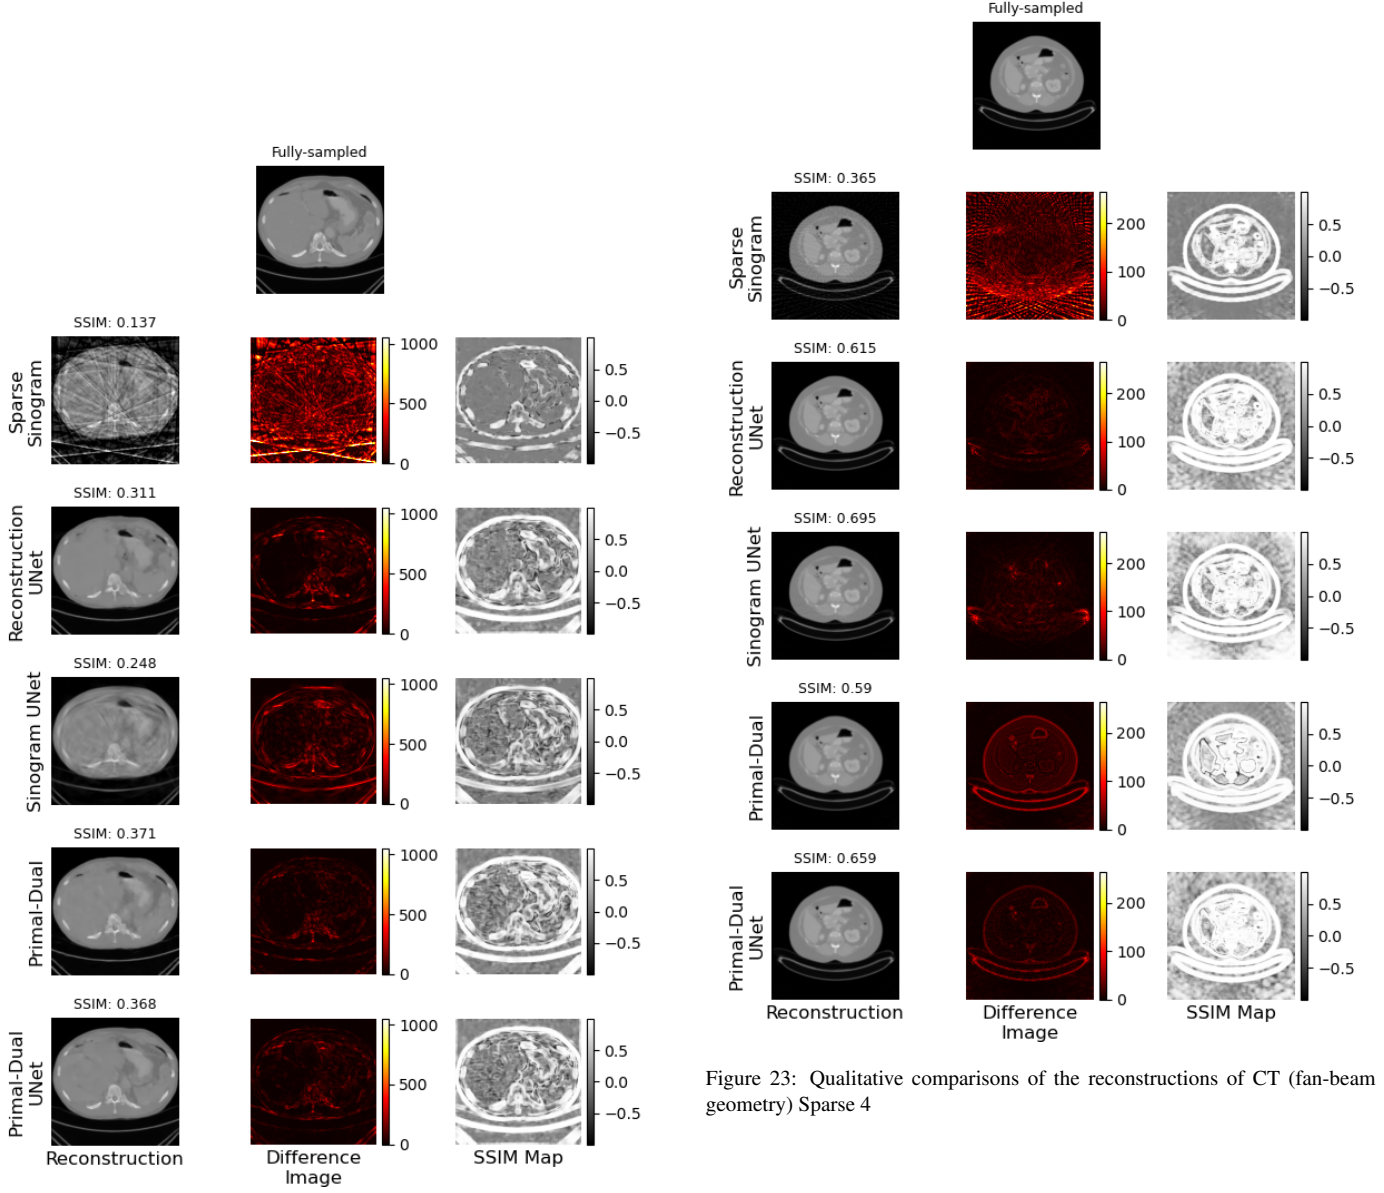 Fully-sampled
SSIM: 0.137
Sparse
Sinogram
1000
500
0
0.5
0.0
−0.5
SSIM: 0.311
Reconstruction
UNet
1000
500
0
0.5
0.0
−0.5
SSIM: 0.248
Sinogram UNet
1000
500
0
0.5
0.0
−0.5
SSIM: 0.371
Primal-Dual
1000
500
0
0.5
0.0
−0.5
SSIM: 0.368
Primal-Dual
UNet
1000
500
0
0.5
0.0
−0.5
Reconstruction
Difference
Image
SSIM Map
Fully-sampled
SSIM: 0.365
Sparse
Sinogram
200
100
0
0.5
0.0
−0.5
SSIM: 0.615
Reconstruction
UNet
200
100
0
0.5
0.0
−0.5
SSIM: 0.695
Sinogram UNet
200
100
0
0.5
0.0
−0.5
SSIM: 0.59
Primal-Dual
200
100
0
0.5
0.0
−0.5
SSIM: 0.659
Primal-Dual
UNet
200
100
0
0.5
0.0
−0.5
Reconstruction
Difference
Image
SSIM Map
Figure 23: Qualitative comparisons of the reconstructions of CT (fan-beam
geometry) Sparse 4